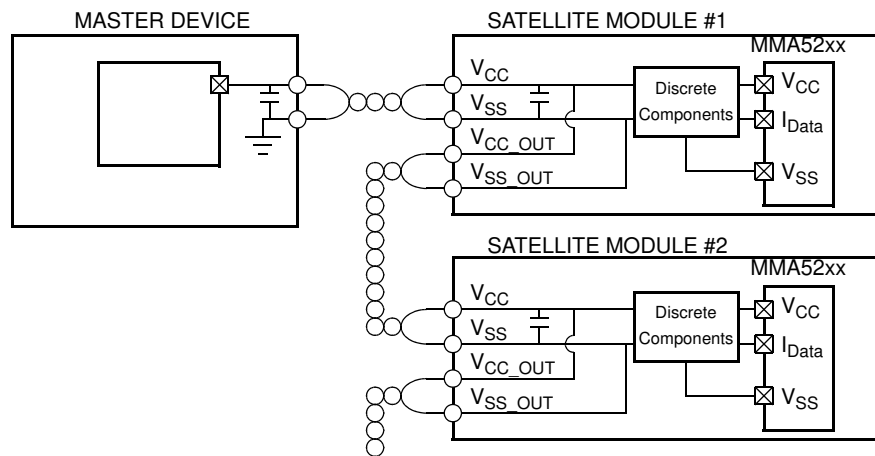 MASTER DEVICE
SATELLITE MODULE #1
MMA52xx
VCC
VSS
VCC_OUT
VSS_OUT
Discrete
Components
VCC
IData
VSS
SATELLITE MODULE #2
MMA52xx
VCC
VSS
VCC_OUT
VSS_OUT
Discrete
Components
VCC
IData
VSS